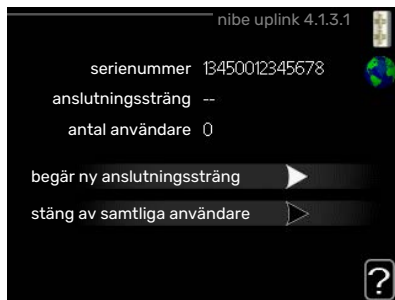 nibe uplink 4.1.3.1
serienummer 13450012345678
anslutningssträng --
antal användare 0
begär ny anslutningssträng
stäng av samtliga användare
?